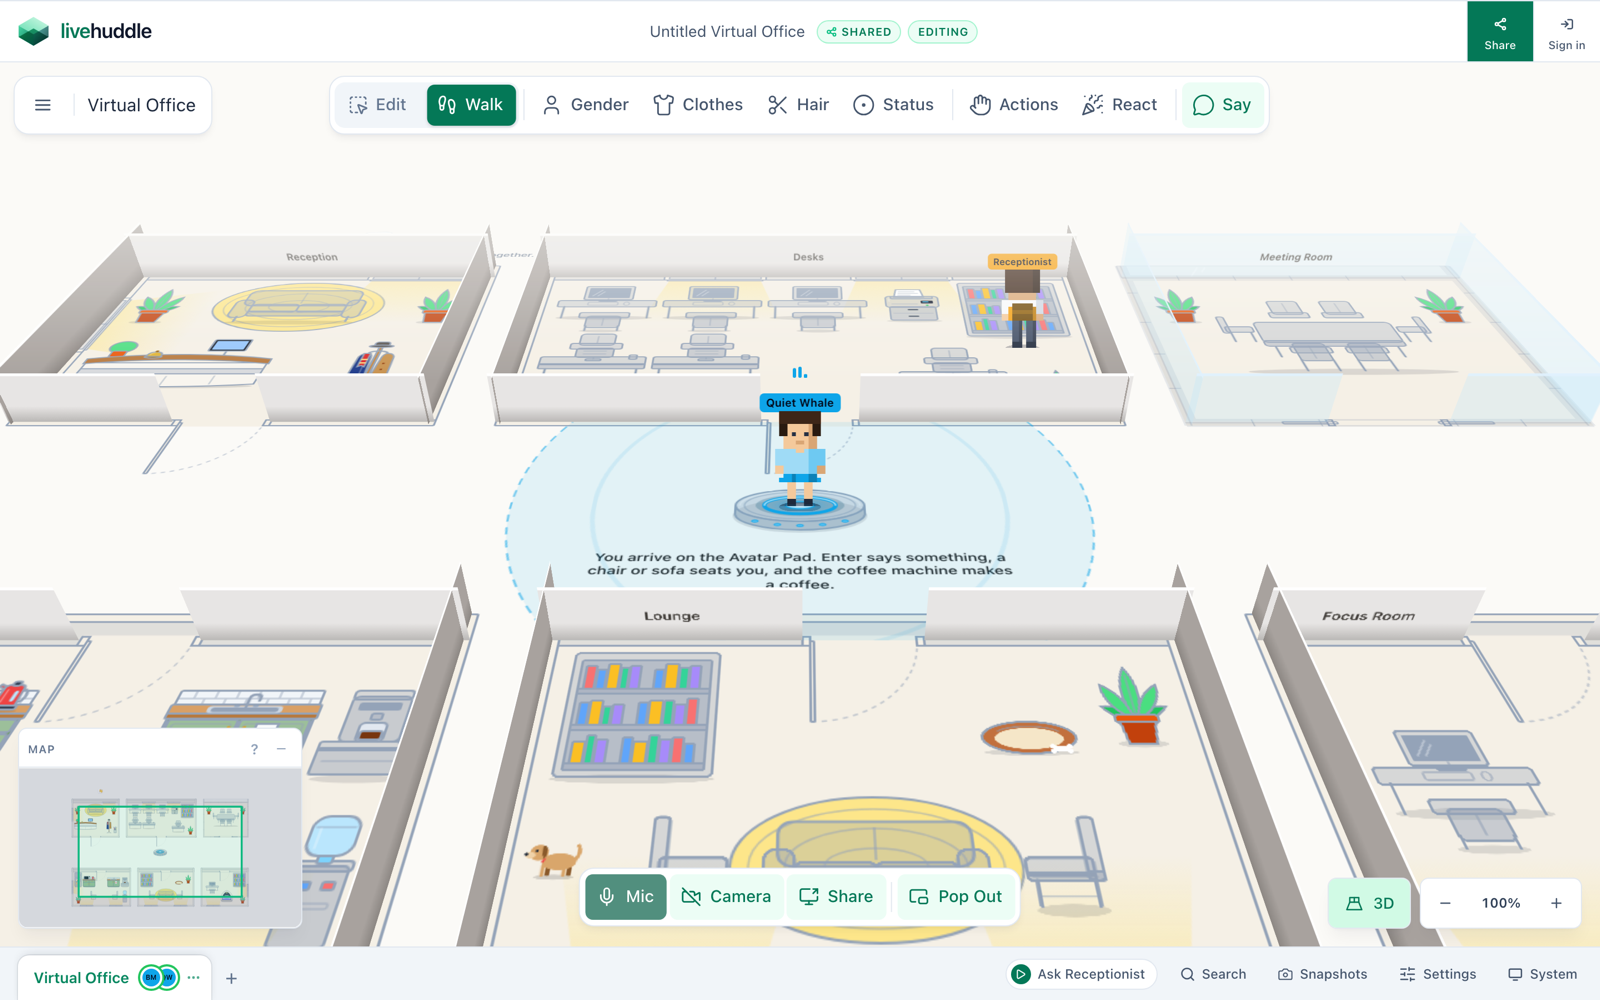 livehuddle
Untitled Virtual Office
SHARED
EDITING
Share
Sign in
Virtual Office
Edit
Walk
Gender
Clothes
Hair
Status
Actions
React
Say
Reception
Desks
Receptionist
Meeting Room
Quiet Whale
You arrive on the Avatar Pad. Enter says something, a
chair or sofa seats you, and the coffee machine makes
a coffee.
Lounge
Focus Room
MAP
?
Mic
Camera
Share
Pop Out
3D
100%
Virtual Office
BM
Ask Receptionist
Search
Snapshots
Settings
System